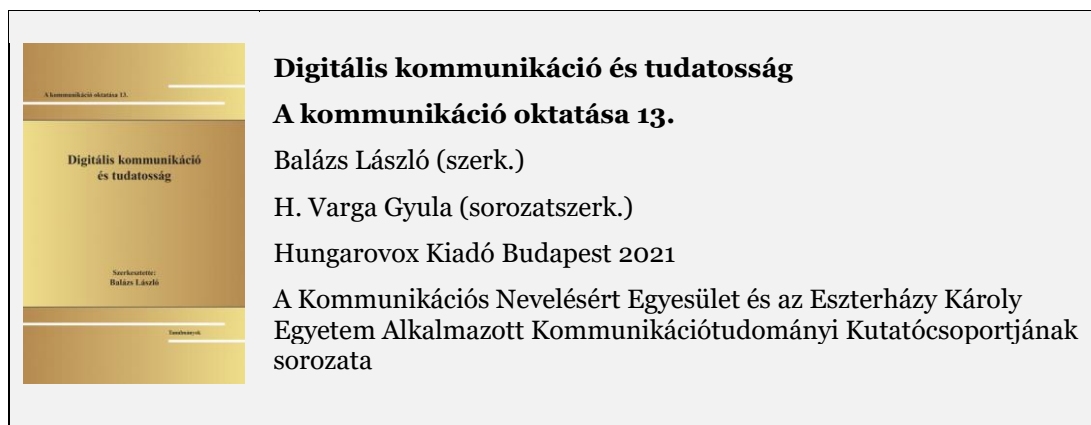 A kommunikáció oktatása 13.
Digitális kommunikáció
és tudatosság
Szerkesztette:
Balázs László
Tanulmányok
Digitális kommunikáció és tudatosság
A kommunikáció oktatása 13.
Balázs László (szerk.)
H. Varga Gyula (sorozatszerk.)
Hungarovox Kiadó Budapest 2021
A Kommunikációs Nevelésért Egyesület és az Eszterházy Károly
Egyetem Alkalmazott Kommunikációtudományi Kutatócsoportjának
sorozata